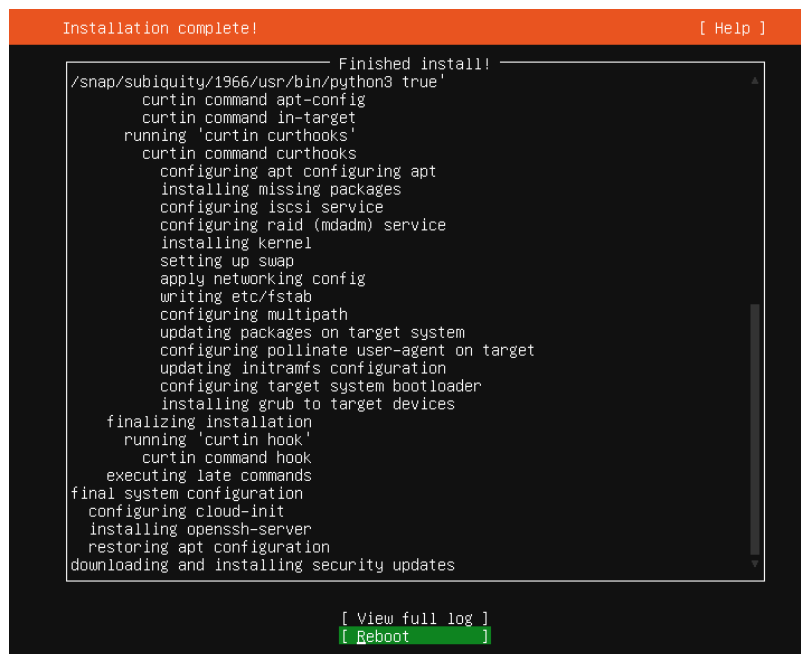 Installation complete! [ Help ]
Finished install!
/snap/subiquity/1966/usr/bin/python3 true'
curtin command apt-config
curtin command in-target
running 'curtin curthooks'
curtin command curthooks
configuring apt configuring apt
installing missing packages
configuring iscsi service
configuring raid (mdadm) service
installing kernel
setting up swap
apply networking config
writing etc/fstab
configuring multipath
updating packages on target system
configuring pollinate user-agent on target
updating initramfs configuration
configuring target system bootloader
installing grub to target devices
finalizing installation
running 'curtin hook'
curtin command hook
executing late commands
final system configuration
configuring cloud-init
installing openssh-server
restoring apt configuration
downloading and installing security updates
[ View full log ]
[ Reboot ]